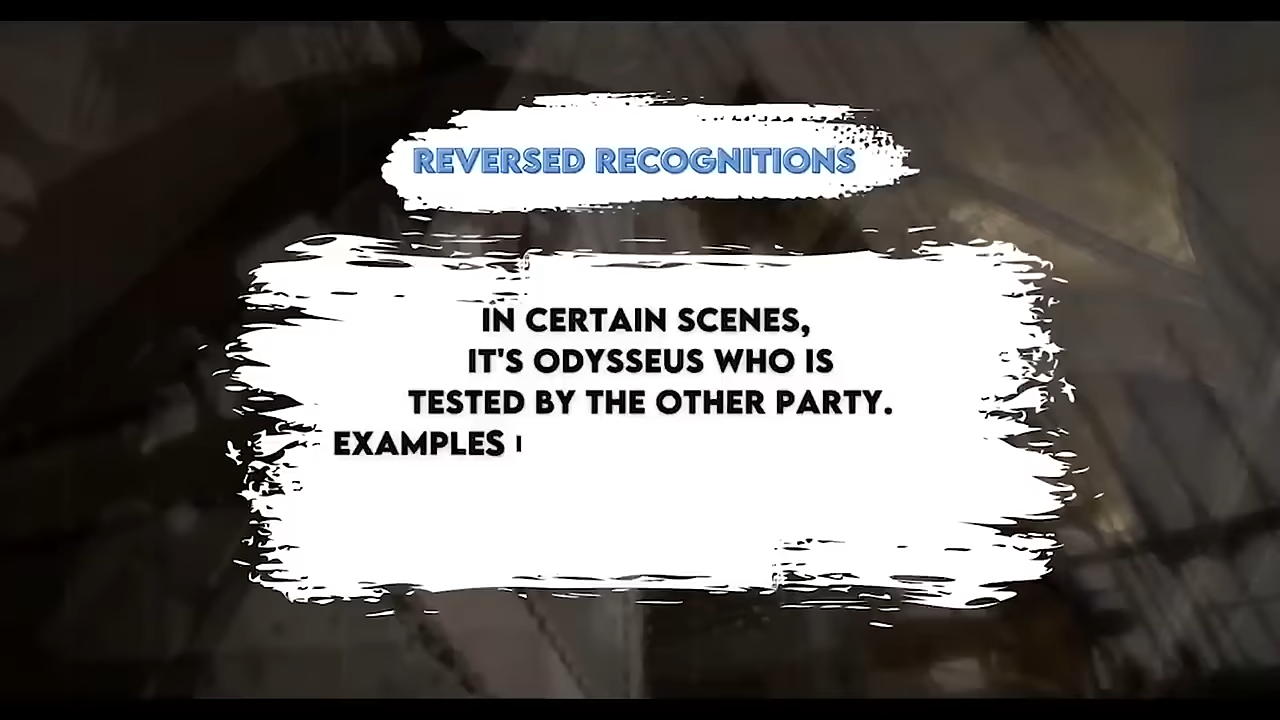 REVERSED RECOGNITIONS
IN CERTAIN SCENES,
IT'S ODYSSEUS WHO IS
TESTED BY THE OTHER PARTY.
EXAMPLES